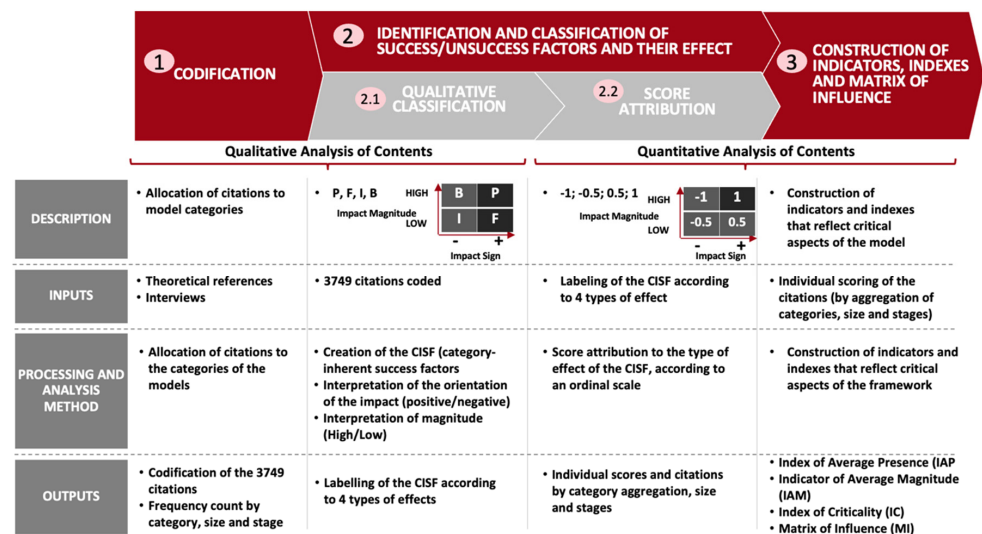 1 CODIFICATION
2 IDENTIFICATION AND CLASSIFICATION OF
SUCCESS/UNSUCCESS FACTORS AND THEIR EFFECT
2.1 QUALITATIVE
CLASSIFICATION
2.2 SCORE
ATTRIBUTION
3 CONSTRUCTION OF
INDICATORS, INDEXES
AND MATRIX OF
INFLUENCE
Qualitative Analysis of Contents
Quantitative Analysis of Contents
DESCRIPTION
• Allocation of citations to
model categories
• P, F, I, B
Impact Magnitude
HIGH
LOW
B P
I F
- +
Impact Sign
• -1; -0.5; 0.5; 1
Impact Magnitude
HIGH
LOW
-1 1
-0.5 0.5
- +
Impact Sign
• Construction of
indicators and indexes
that reflect critical
aspects of the model
INPUTS
• Theoretical references
• Interviews
• 3749 citations coded
• Labeling of the CISF according
to 4 types of effect
• Individual scoring of the
citations (by aggregation of
categories, size and stages)
PROCESSING AND
ANALYSIS
METHOD
• Allocation of citations to
the categories of the
models
• Creation of the CISF (category-
inherent success factors
• Interpretation of the orientation
of the impact (positive/negative)
• Interpretation of magnitude
(High/Low)
• Score attribution to the type of
effect of the CISF, according to
an ordinal scale
• Construction of indicators and
indexes that reflect critical
aspects of the framework
OUTPUTS
• Codification of the 3749
citations
• Frequency count by
category, size and stage
• Labelling of the CISF according
to 4 types of effects
• Individual scores and citations
by category aggregation, size
and stages
• Index of Average Presence (IAP
• Indicator of Average Magnitude
(IAM)
• Index of Criticality (IC)
• Matrix of Influence (MI)